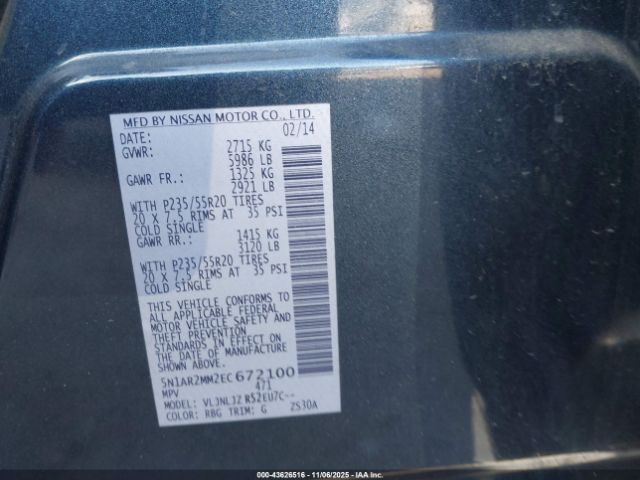 MFD BY NISSAN MOTOR CO., LTD.
DATE: 02/14
GVWR: 2715 KG
5986 LB
GAWR FR.: 1325 KG
2921 LB
WITH P235/55R20 TIRES
20 X 7.5 RIMS AT 35 PSI
COLD SINGLE
GAWR RR.: 1415 KG
3120 LB
WITH P235/55R20 TIRES
20 X 7.5 RIMS AT 35 PSI
COLD SINGLE
THIS VEHICLE CONFORMS TO
ALL APPLICABLE FEDERAL
MOTOR VEHICLE SAFETY AND
THEFT PREVENTION
STANDARDS IN EFFECT ON
THE DATE OF MANUFACTURE
SHOWN ABOVE.
5N1AR2MM2EC672100
MPV 471
MODEL: VL3NLJZ RS2EU7C--
COLOR: RBG TRIM: G ZS30A
000-43626516 - 11/06/2025 - IAA, Inc.